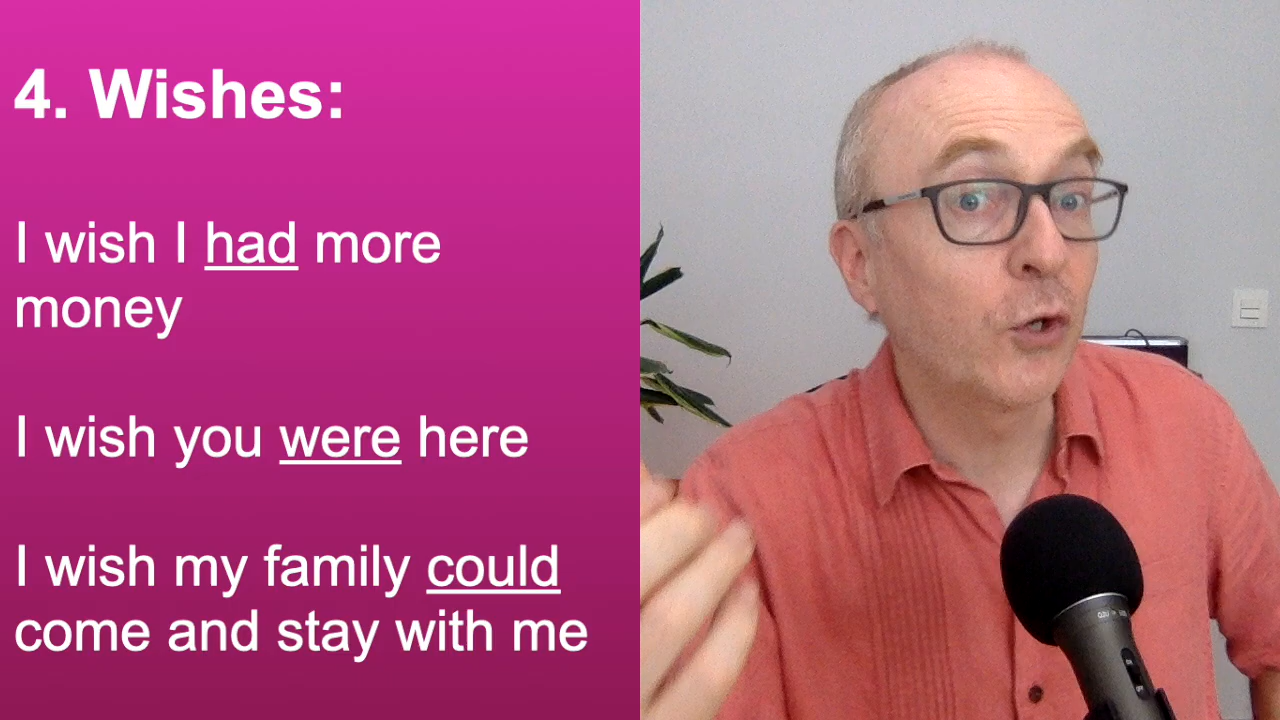 4. Wishes:
I wish I had more
money
I wish you were here
I wish my family could
come and stay with me